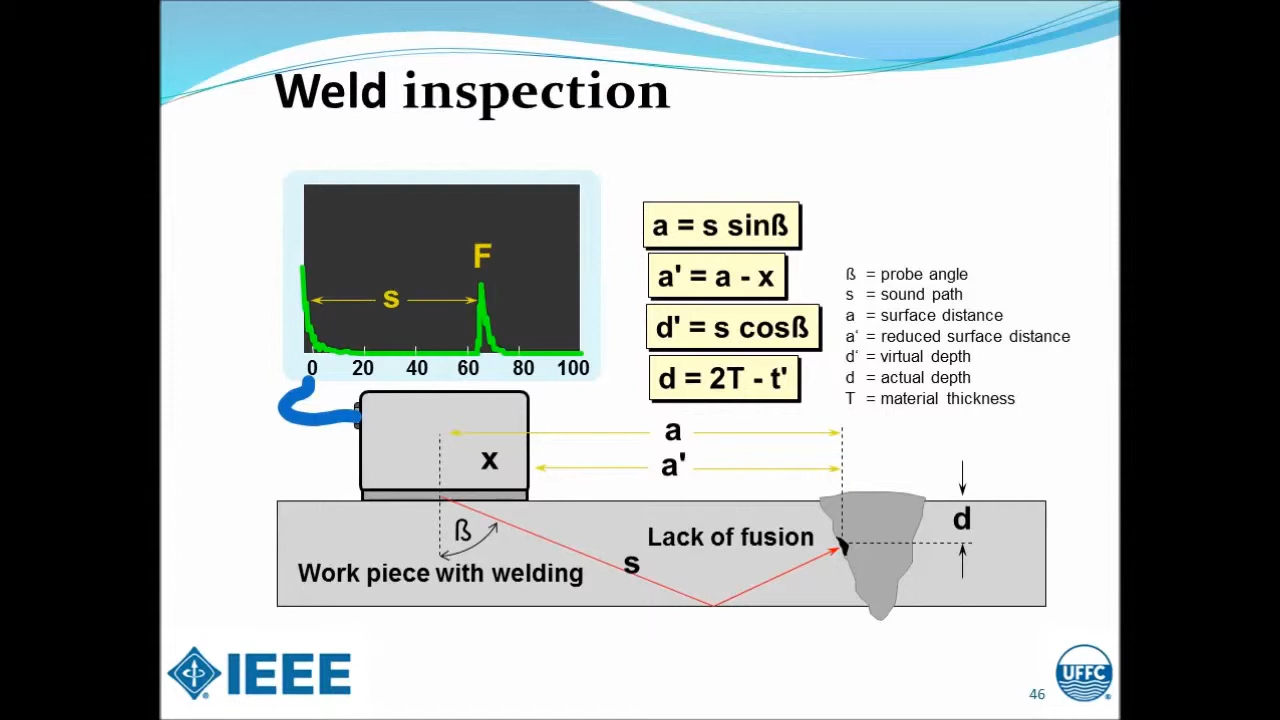 Weld inspection
F
s
0 20 40 60 80 100
a = s sinß
a' = a - x
d' = s cosß
d = 2T - t'
ß = probe angle
s = sound path
a = surface distance
a‘ = reduced surface distance
d‘ = virtual depth
d = actual depth
T = material thickness
a
a'
x
d
ß
Lack of fusion
s
Work piece with welding
IEEE
®
UFFC
®
46